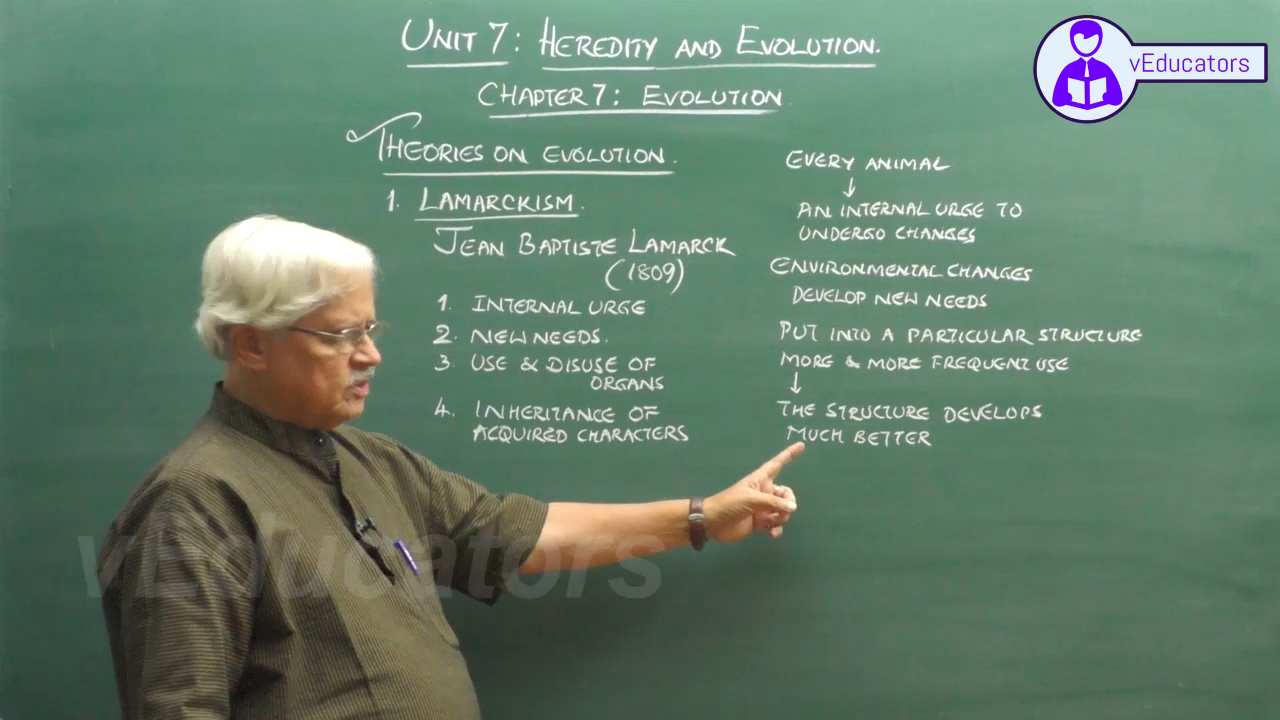 UNIT 7: HEREDITY AND EVOLUTION.
CHAPTER 7: EVOLUTION
THEORIES ON EVOLUTION.
1. LAMARCKISM.
JEAN BAPTISTE LAMARCK
(1809)
1. INTERNAL URGE
2. NEW NEEDS.
3. USE & DISUSE OF
ORGANS
4. INHERITANCE OF
ACQUIRED CHARACTERS
EVERY ANIMAL
↓
AN INTERNAL URGE TO
UNDERGO CHANGES
ENVIRONMENTAL CHANGES
DEVELOP NEW NEEDS
PUT INTO A PARTICULAR STRUCTURE
MORE & MORE FREQUENT USE
↓
THE STRUCTURE DEVELOPS
MUCH BETTER
vEducators
vEducators